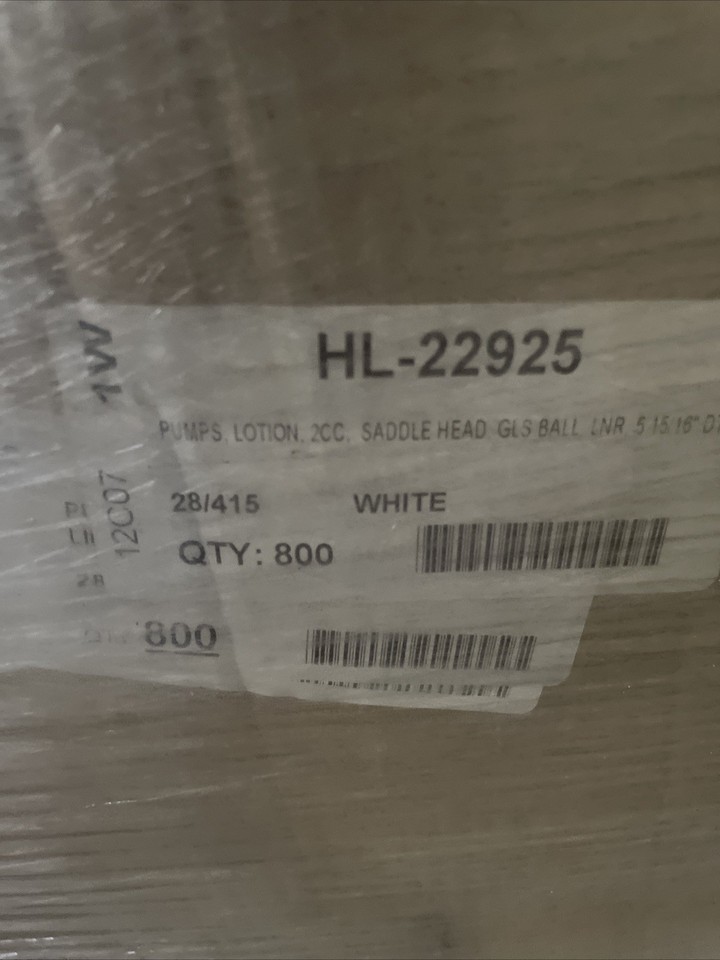 HL-22925
PUMPS, LOTION, 2CC, SADDLE HEAD GLS BALL LNR 5 15/16"
28/415 WHITE
QTY: 800
800
1W
12C07
28